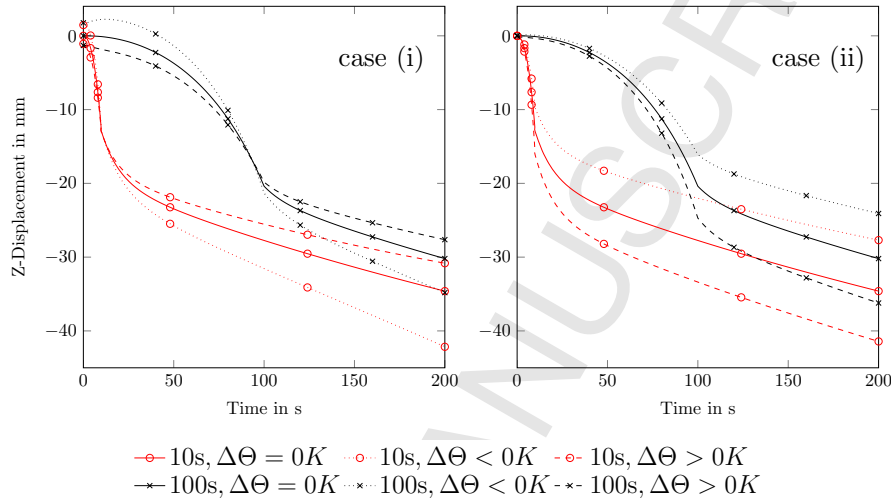 case (i)
case (ii)
Z-Displacement in mm
0
−10
−20
−30
−40
0 50 100 150 200
Time in s
0
−10
−20
−30
−40
0 50 100 150 200
Time in s
10s, ΔΘ = 0K 10s, ΔΘ < 0K 10s, ΔΘ > 0K
100s, ΔΘ = 0K 100s, ΔΘ < 0K 100s, ΔΘ > 0K
ANUSCR